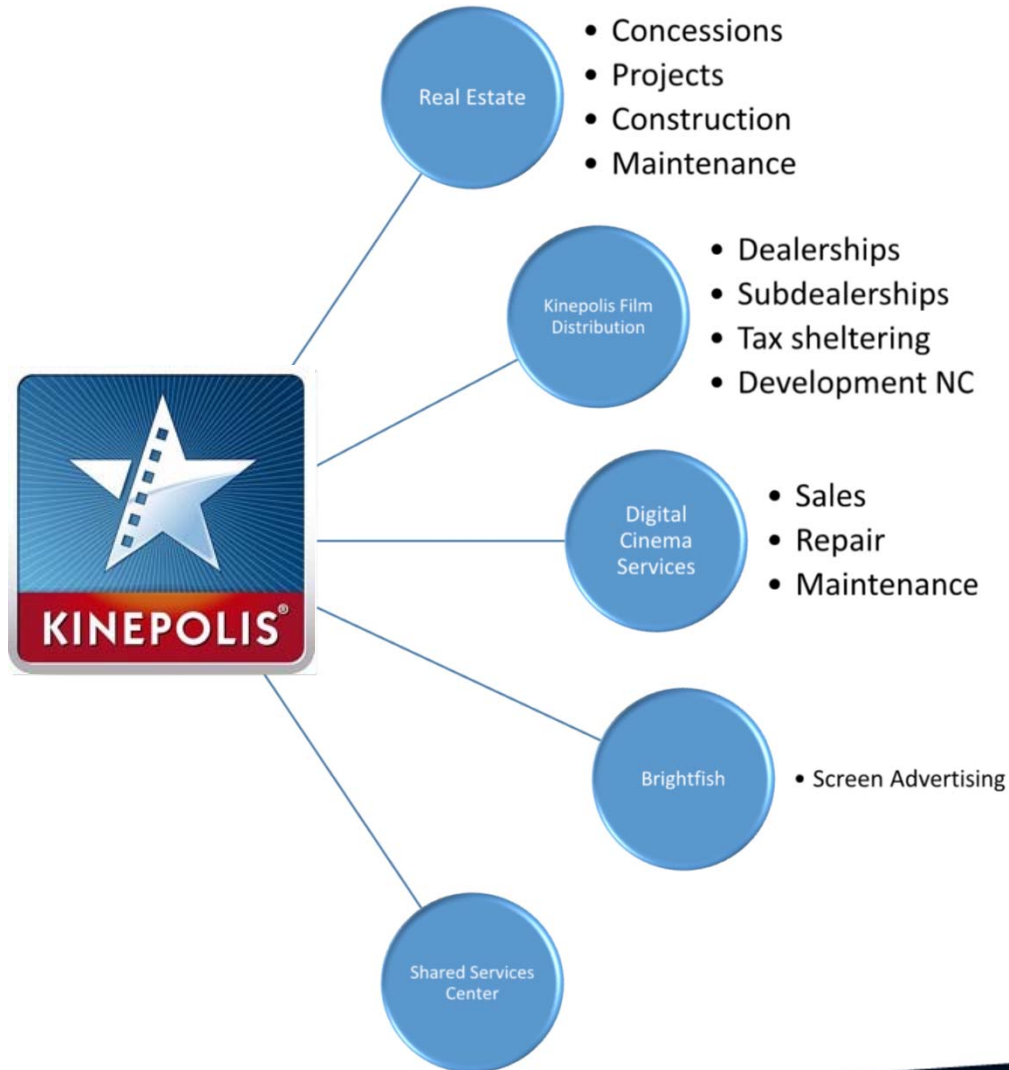 Real Estate
• Concessions
• Projects
• Construction
• Maintenance
Kinepolis Film
Distribution
• Dealerships
• Subdealerships
• Tax sheltering
• Development NC
KINEPOLIS®
Digital
Cinema
Services
• Sales
• Repair
• Maintenance
Brightfish
• Screen Advertising
Shared Services
Center